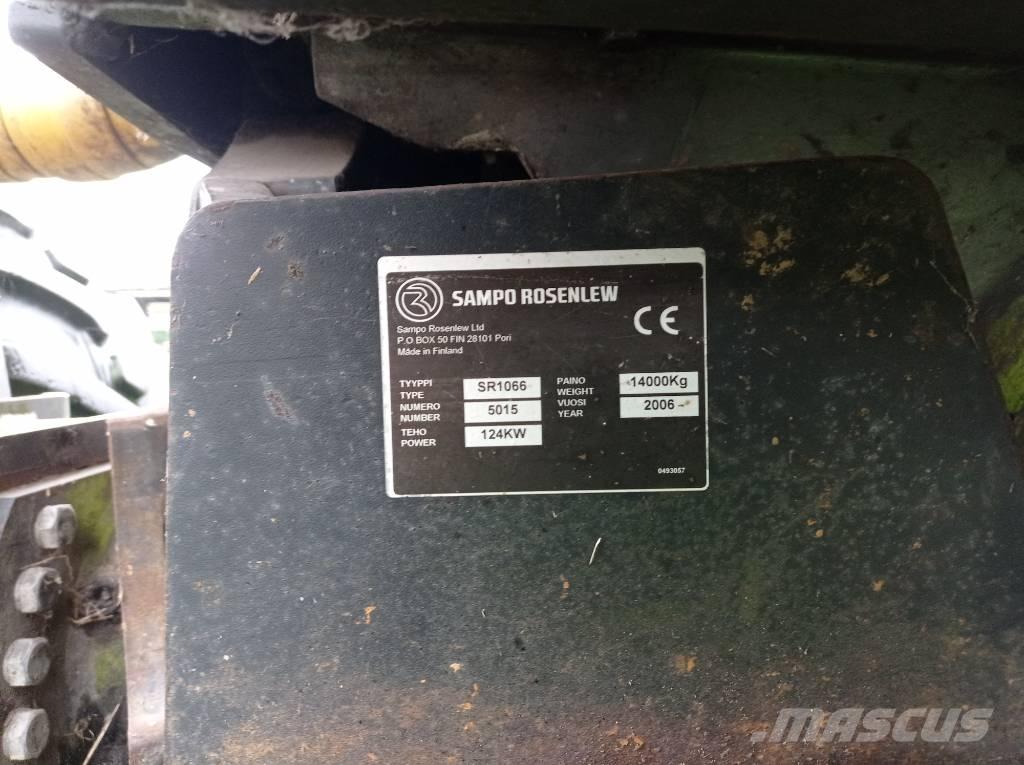 SAMPO ROSENLEW
CE
Sampo Rosenlew Ltd
P.O BOX 50 FIN 28101 Pori
Made in Finland
TYYPPI
TYPE
SR1066
PAINO
WEIGHT
14000Kg
NUMERO
NUMBER
5015
VUOSI
YEAR
2006
TEHO
POWER
124KW
0493057
MASCUS